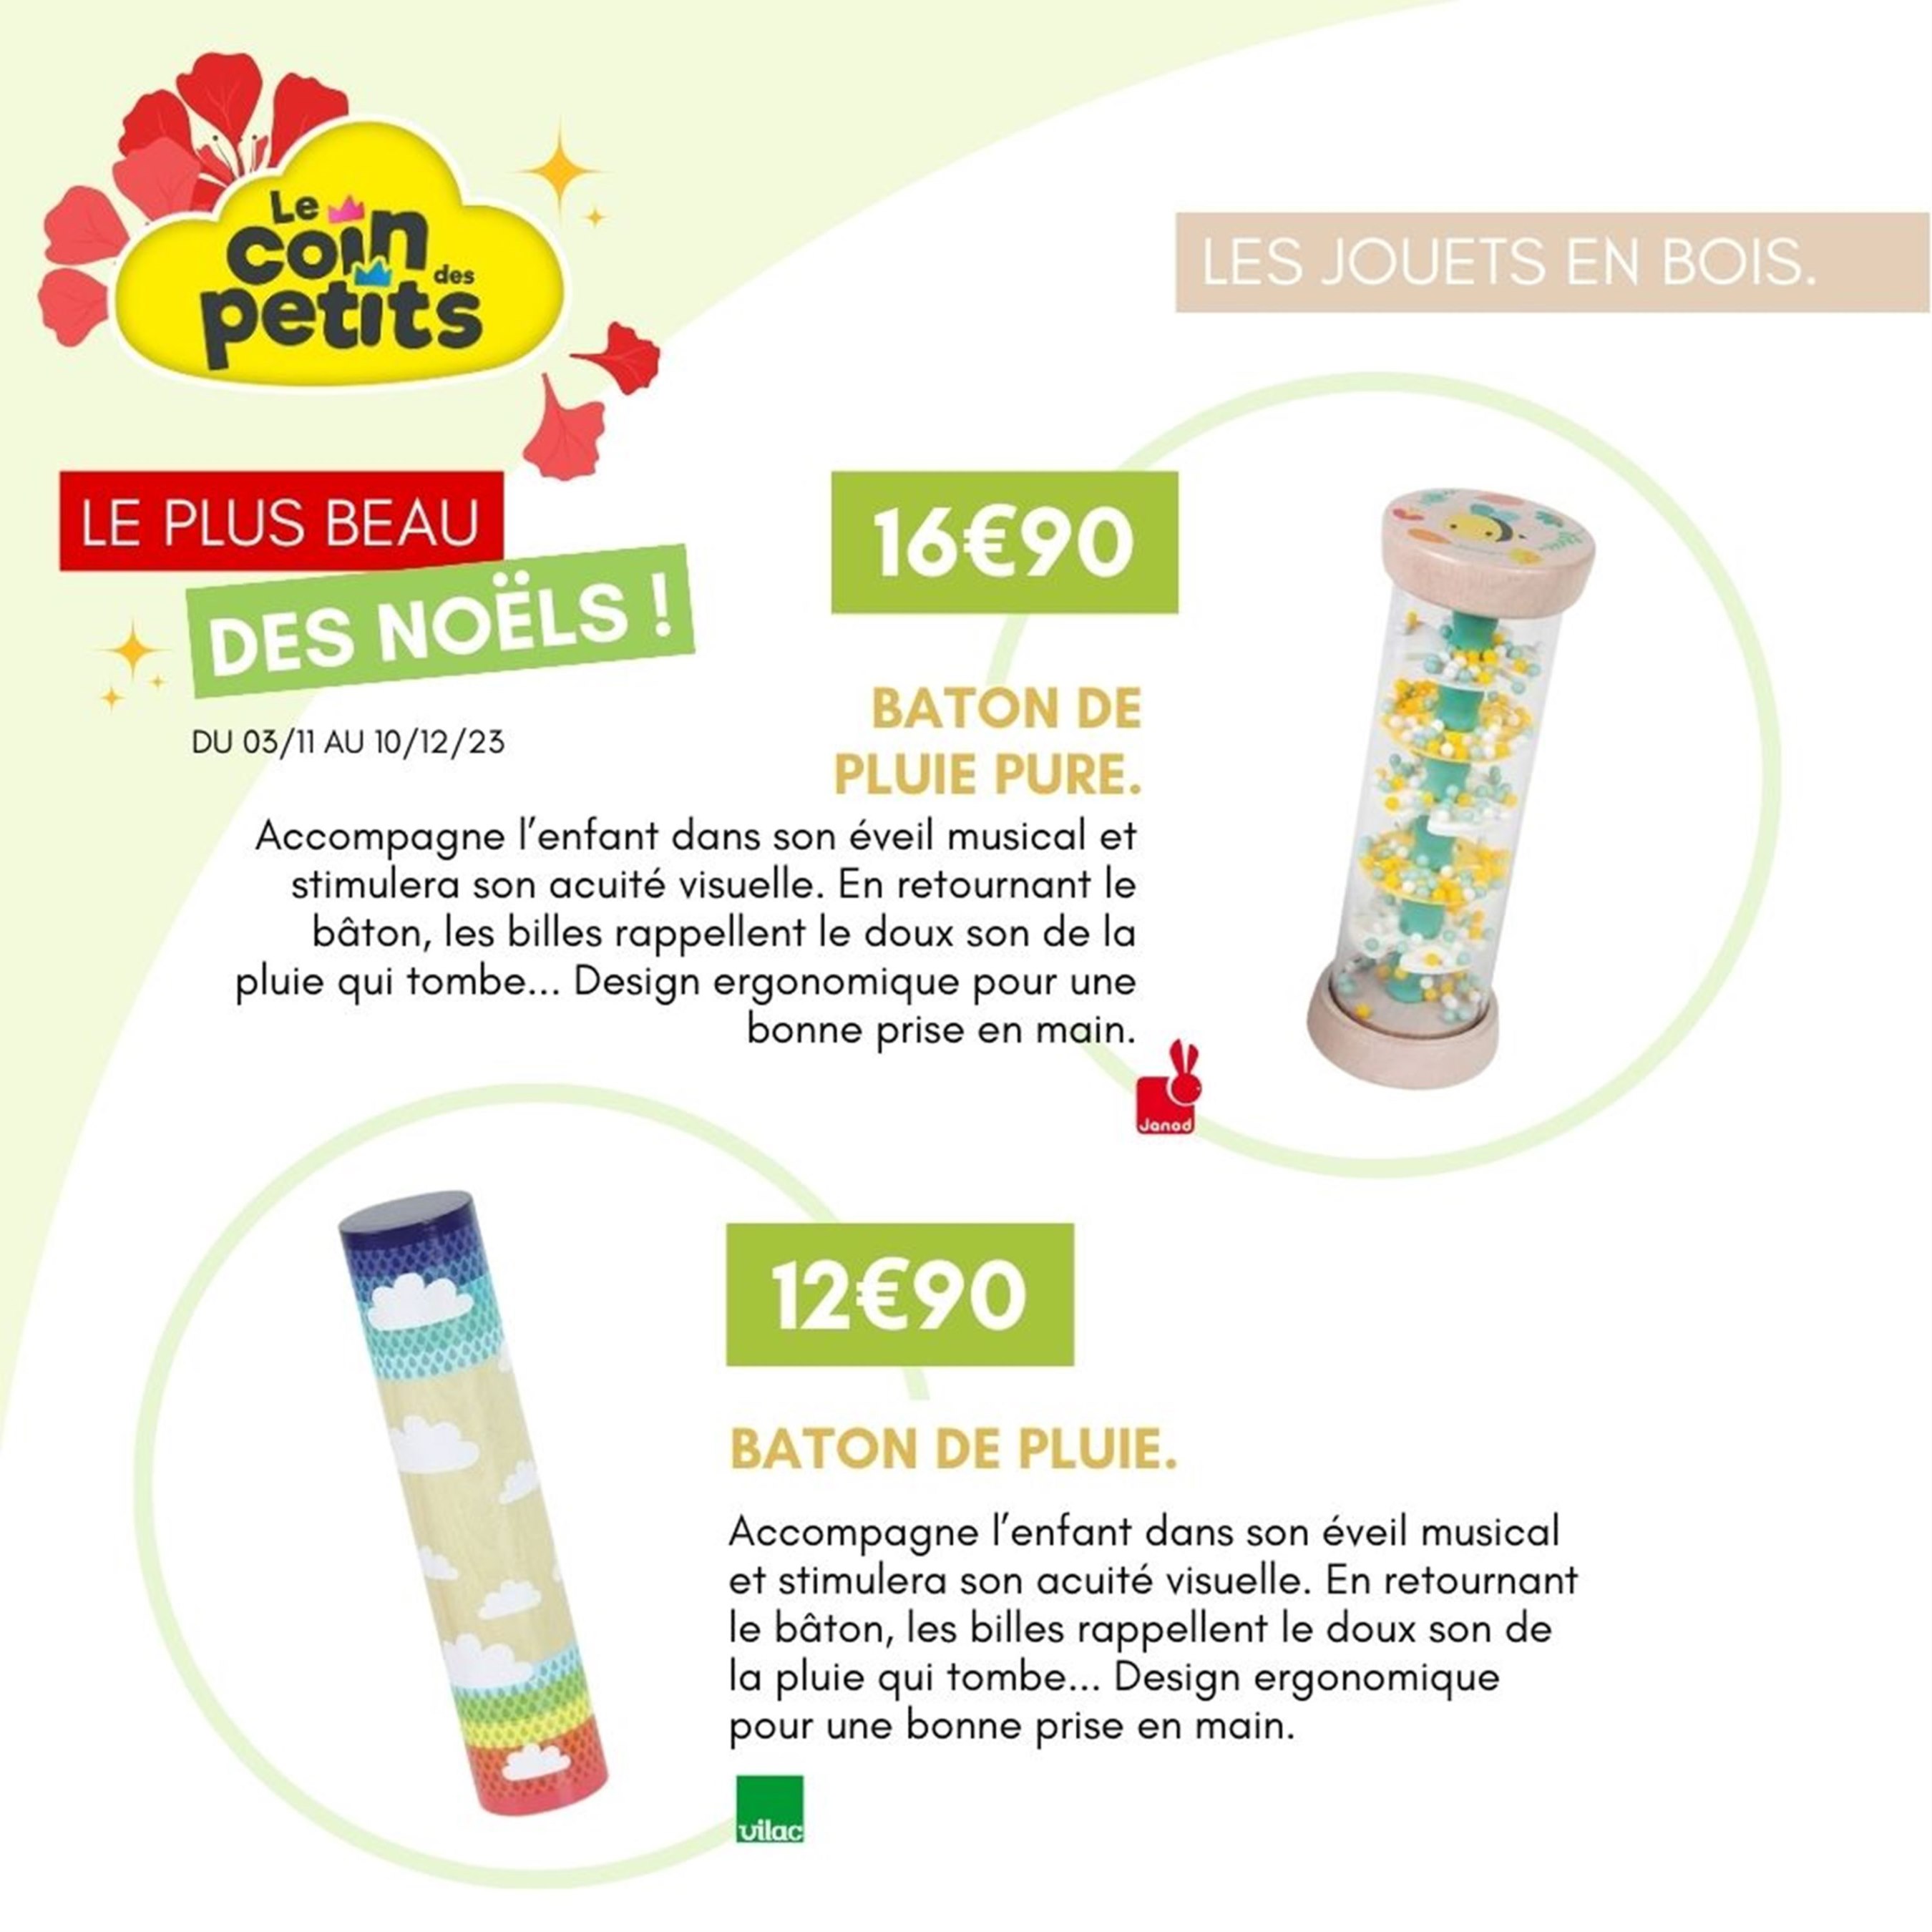 Le
coin
des
petits
LES JOUETS EN BOIS.
LE PLUS BEAU
DES NOËLS !
DU 03/11 AU 10/12/23
16€90
BATON DE
PLUIE PURE.
Accompagne l'enfant dans son éveil musical et
stimulera son acuité visuelle. En retournant le
bâton, les billes rappellent le doux son de la
pluie qui tombe... Design ergonomique pour une
bonne prise en main.
Janod
12€90
BATON DE PLUIE.
Accompagne l'enfant dans son éveil musical
et stimulera son acuité visuelle. En retournant
le bâton, les billes rappellent le doux son de
la pluie qui tombe... Design ergonomique
pour une bonne prise en main.
vilac